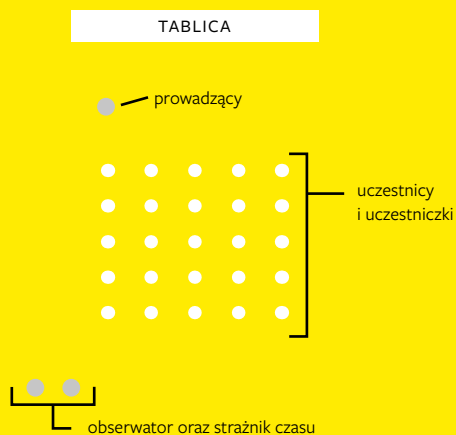 TABLICA
prowadzący
uczestnicy
i uczestniczki
obserwator oraz strażnik czasu